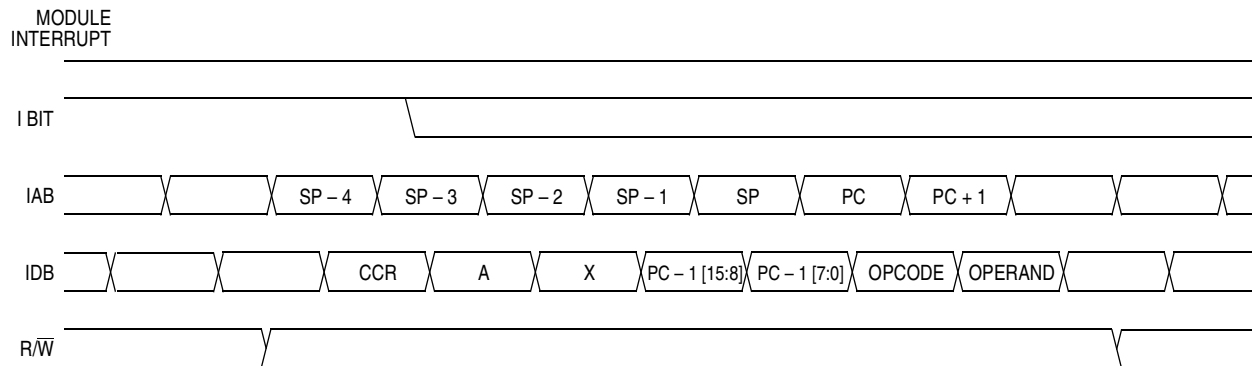 MODULE
INTERRUPT
I BIT
IAB SP – 4 SP – 3 SP – 2 SP – 1 SP PC PC + 1
IDB CCR A X PC – 1 [15:8] PC – 1 [7:0] OPCODE OPERAND
R/W̅